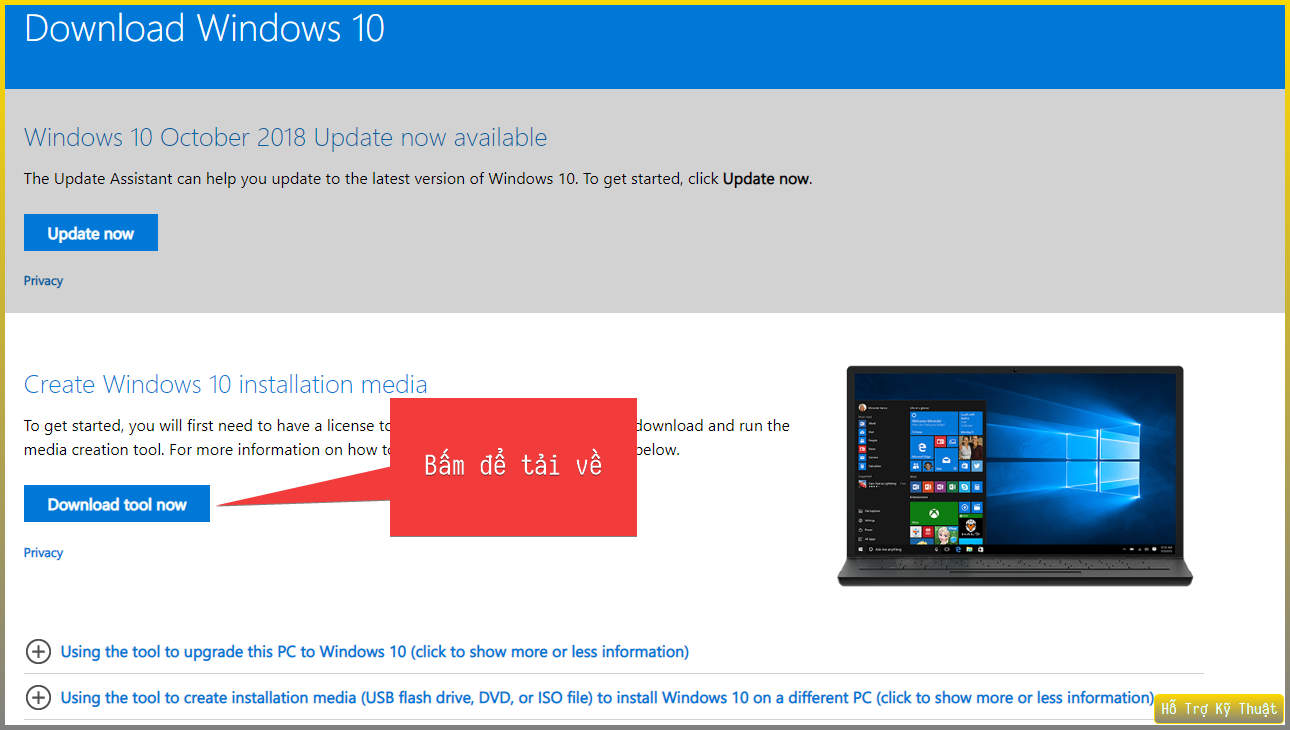 Download Windows 10
Windows 10 October 2018 Update now available
The Update Assistant can help you update to the latest version of Windows 10. To get started, click Update now.
Update now
Privacy
Create Windows 10 installation media
To get started, you will first need to have a license to download and run the
media creation tool. For more information on how to below.
Bấm để tải về
Download tool now
Privacy
Using the tool to upgrade this PC to Windows 10 (click to show more or less information)
Using the tool to create installation media (USB flash drive, DVD, or ISO file) to install Windows 10 on a different PC (click to show more or less information)
Hỗ Trợ Kỹ Thuật